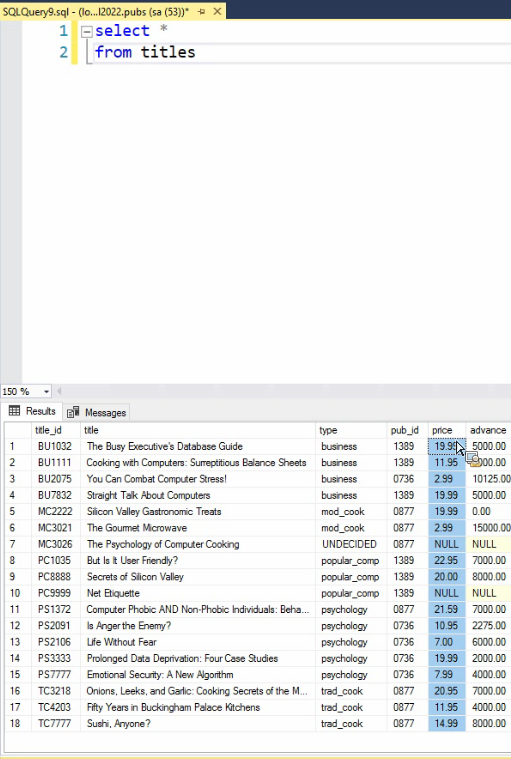 SQLQuery9.sql - (lo...l2022.pubs (sa (53))*
1 select *
2 from titles
150 %
Results Messages
title_id title type pub_id price advance
1 BU1032 The Busy Executive's Database Guide business 1389 19.99 5000.00
2 BU1111 Cooking with Computers: Surreptitious Balance Sheets business 1389 11.95
3 BU2075 You Can Combat Computer Stress! business 0736 2.99 10125.00
4 BU7832 Straight Talk About Computers business 1389 19.99 5000.00
5 MC2222 Silicon Valley Gastronomic Treats mod_cook 0877 19.99 0.00
6 MC3021 The Gourmet Microwave mod_cook 0877 2.99 15000.00
7 MC3026 The Psychology of Computer Cooking UNDECIDED 0877 NULL NULL
8 PC1035 But Is It User Friendly? popular_comp 1389 22.95 7000.00
9 PC8888 Secrets of Silicon Valley popular_comp 1389 20.00 8000.00
10 PC9999 Net Etiquette popular_comp 1389 NULL NULL
11 PS1372 Computer Phobic AND Non-Phobic Individuals: Beha... psychology 0877 21.59 7000.00
12 PS2091 Is Anger the Enemy? psychology 0736 10.95 2275.00
13 PS2106 Life Without Fear psychology 0736 7.00 6000.00
14 PS3333 Prolonged Data Deprivation: Four Case Studies psychology 0736 19.99 2000.00
15 PS7777 Emotional Security: A New Algorithm psychology 0736 7.99 4000.00
16 TC3218 Onions, Leeks, and Garlic: Cooking Secrets of the M... trad_cook 0877 20.95 7000.00
17 TC4203 Fifty Years in Buckingham Palace Kitchens trad_cook 0877 11.95 4000.00
18 TC7777 Sushi, Anyone? trad_cook 0877 14.99 8000.00